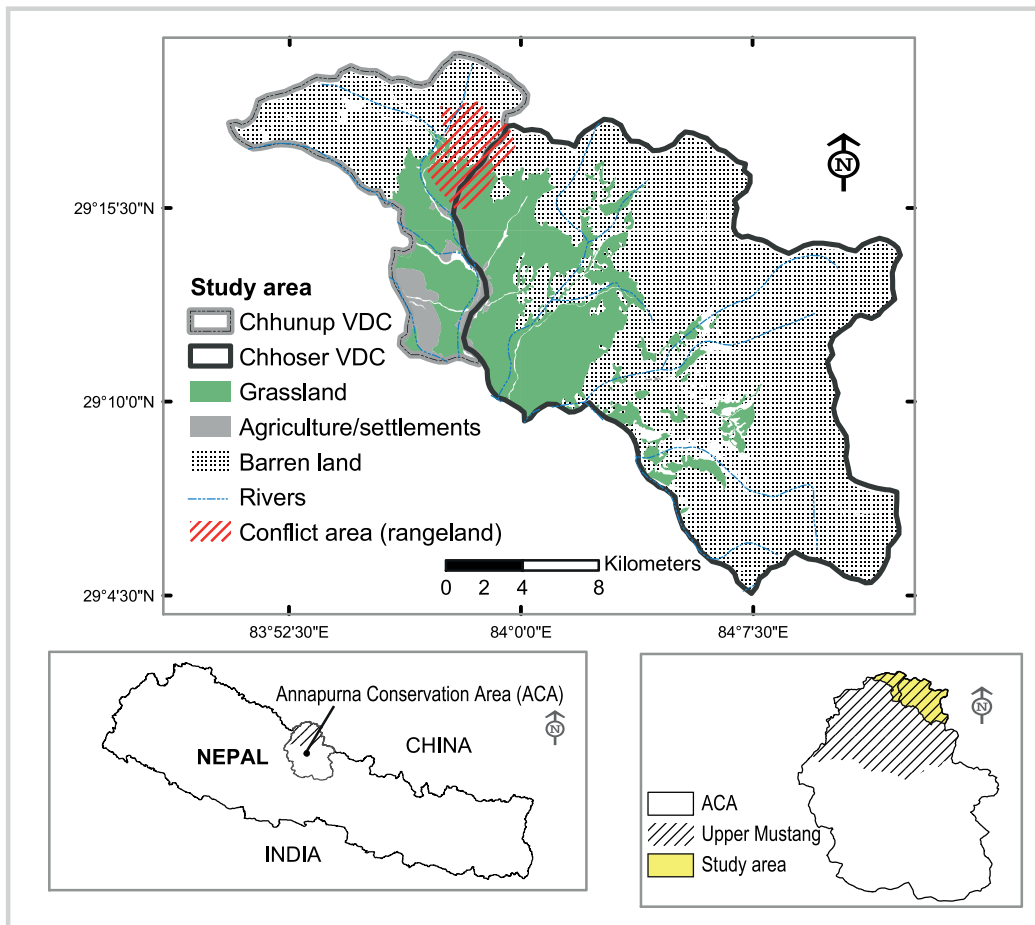 N
29°15'30"N
Study area
Chhunup VDC
Chhoser VDC
Grassland
29°10'0"N
Agriculture/settlements
Barren land
Rivers
Conflict area (rangeland)
Kilometers
0 2 4 8
29°4'30"N
83°52'30"E 84°0'0"E 84°7'30"E
Annapurna Conservation Area (ACA)
N
NEPAL
CHINA
INDIA
N
ACA
Upper Mustang
Study area